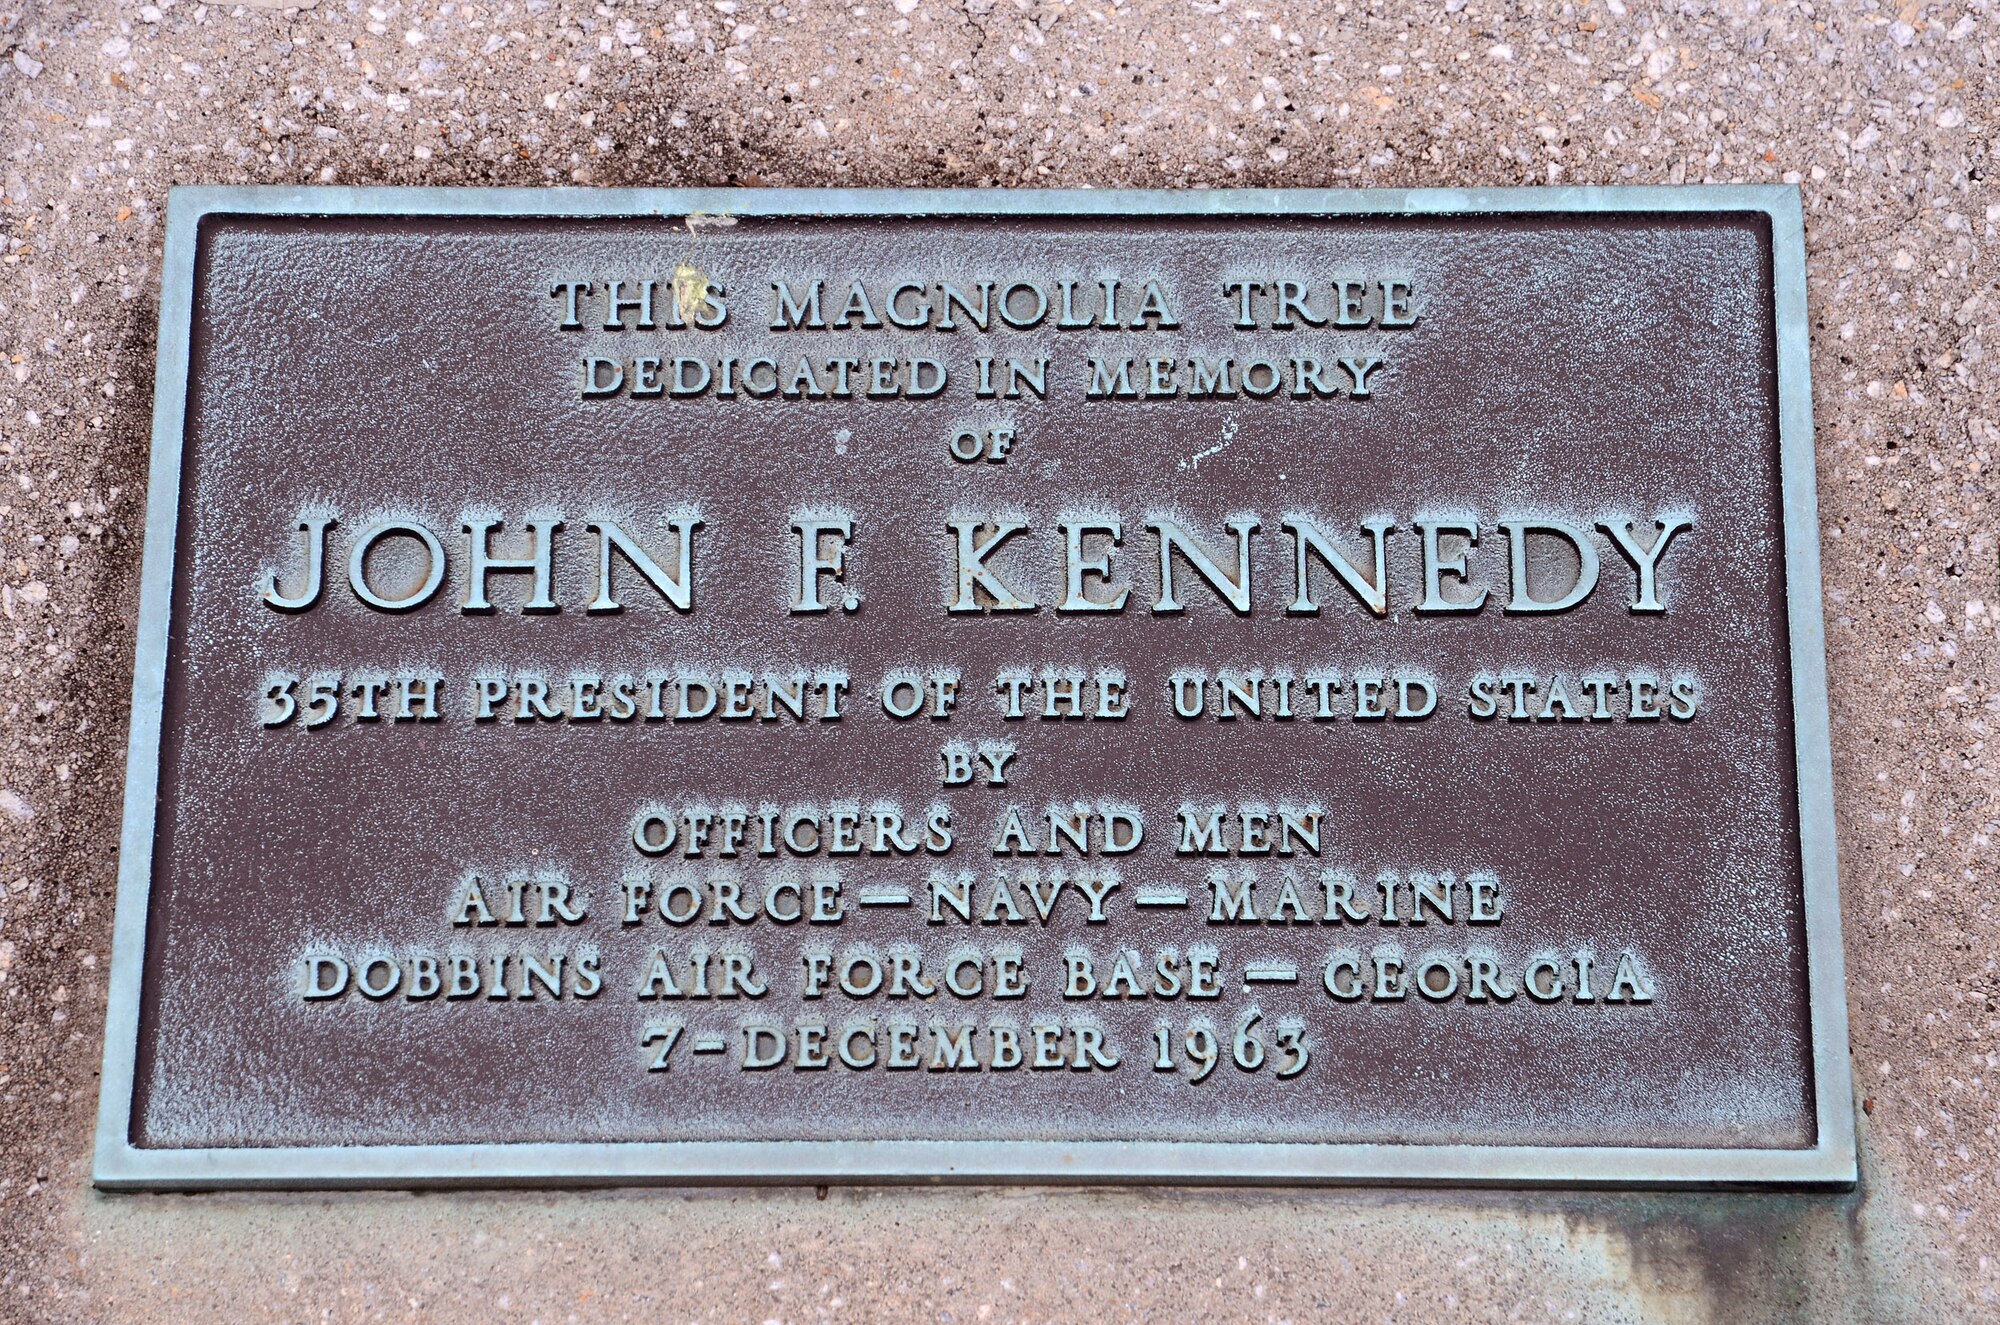 THIS MAGNOLIA TREE
DEDICATED IN MEMORY
OF
JOHN F. KENNEDY
35TH PRESIDENT OF THE UNITED STATES
BY
OFFICERS AND MEN
AIR FORCE – NAVY – MARINE
DOBBINS AIR FORCE BASE – GEORGIA
7 – DECEMBER 1963